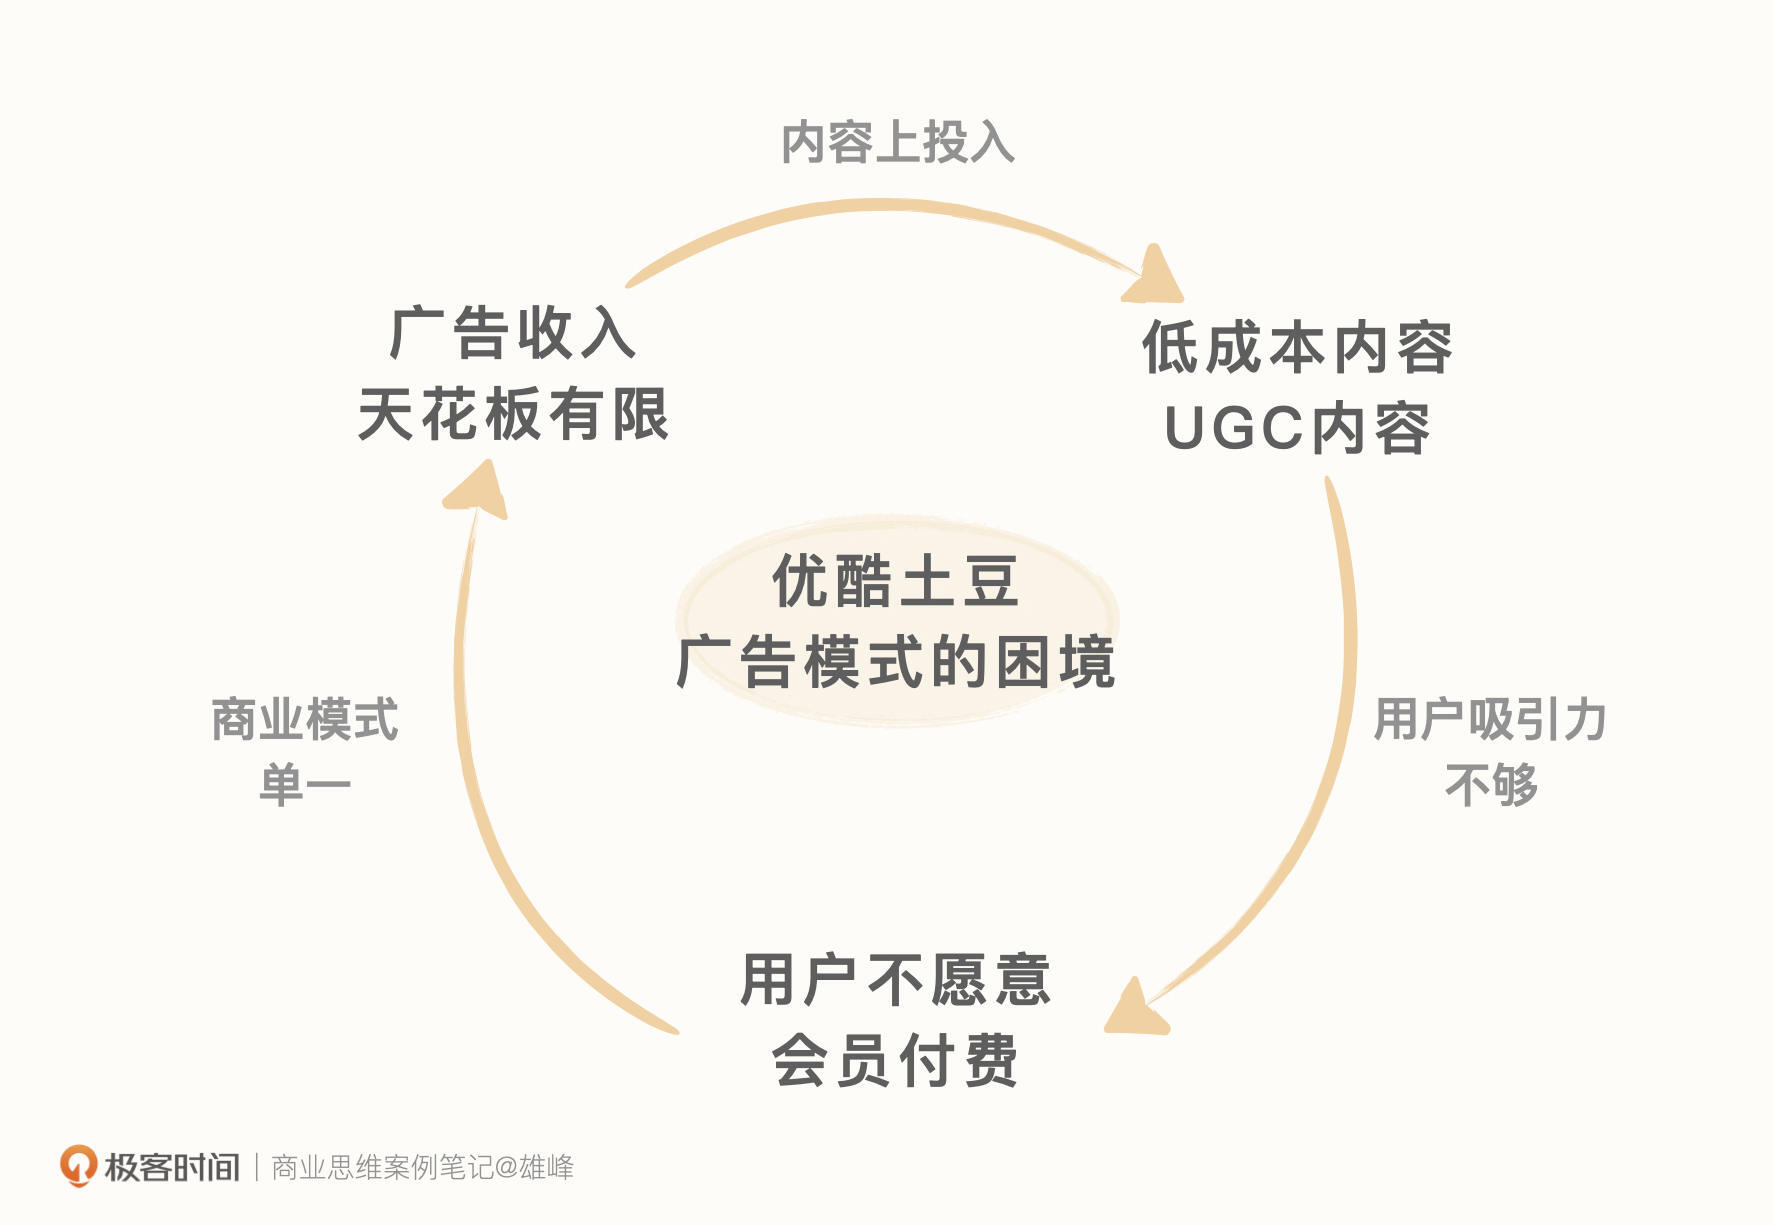 内容上投入
广告收入
天花板有限
低成本内容
UGC内容
优酷土豆
广告模式的困境
商业模式
单一
用户吸引力
不够
用户不愿意
会员付费
极客时间 | 商业思维案例笔记@雄峰